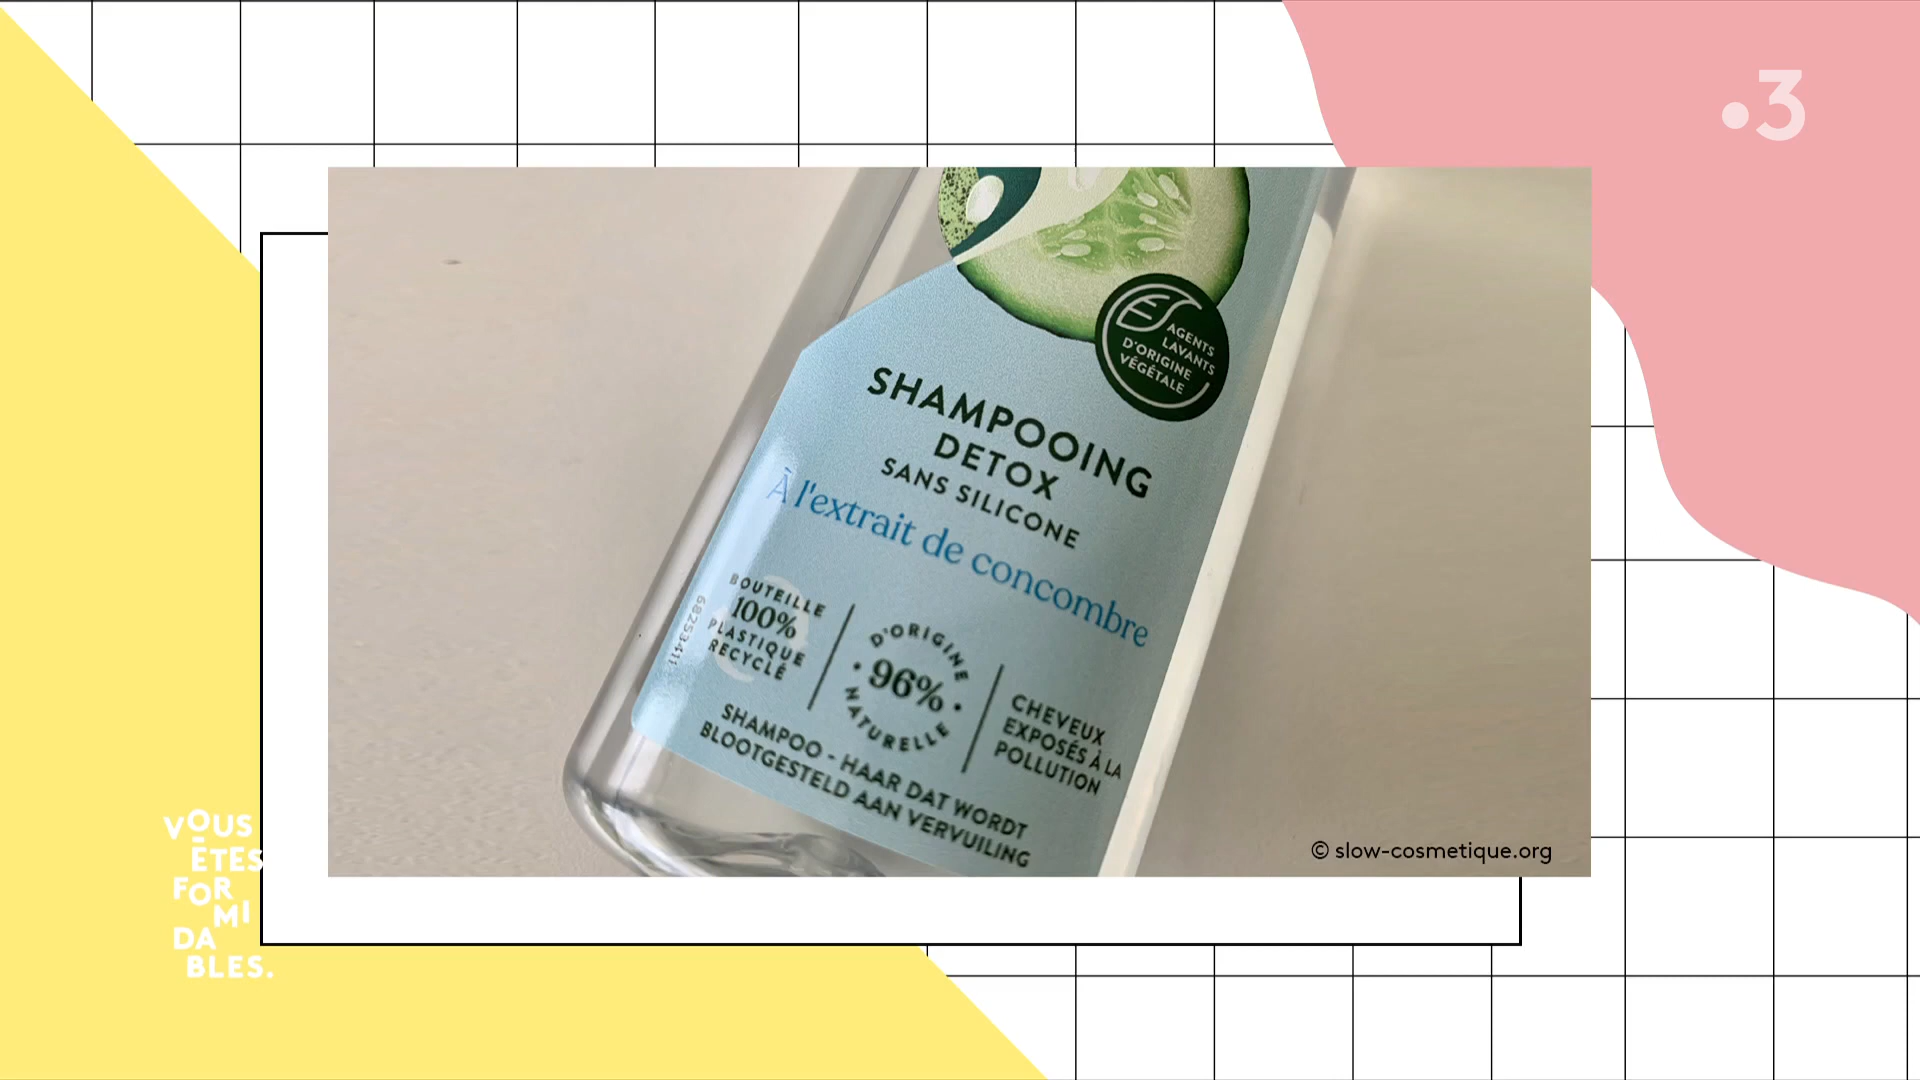 3
AGENTS
LAVANTS
D'ORIGINE
VÉGÉTALE
SHAMPOOING
DETOX
SANS SILICONE
À l'extrait de concombre
BOUTEILLE
100%
PLASTIQUE
RECYCLÉ
D'ORIGINE
96%
NATURELLE
CHEVEUX
EXPOSÉS À LA
POLLUTION
6825341
SHAMPOO - HAAR DAT WORDT
BLOOTGESTELD AAN VERVUILING
© slow-cosmetique.org
VOUS
ÊTES
FOR
MI
DA
BLES.